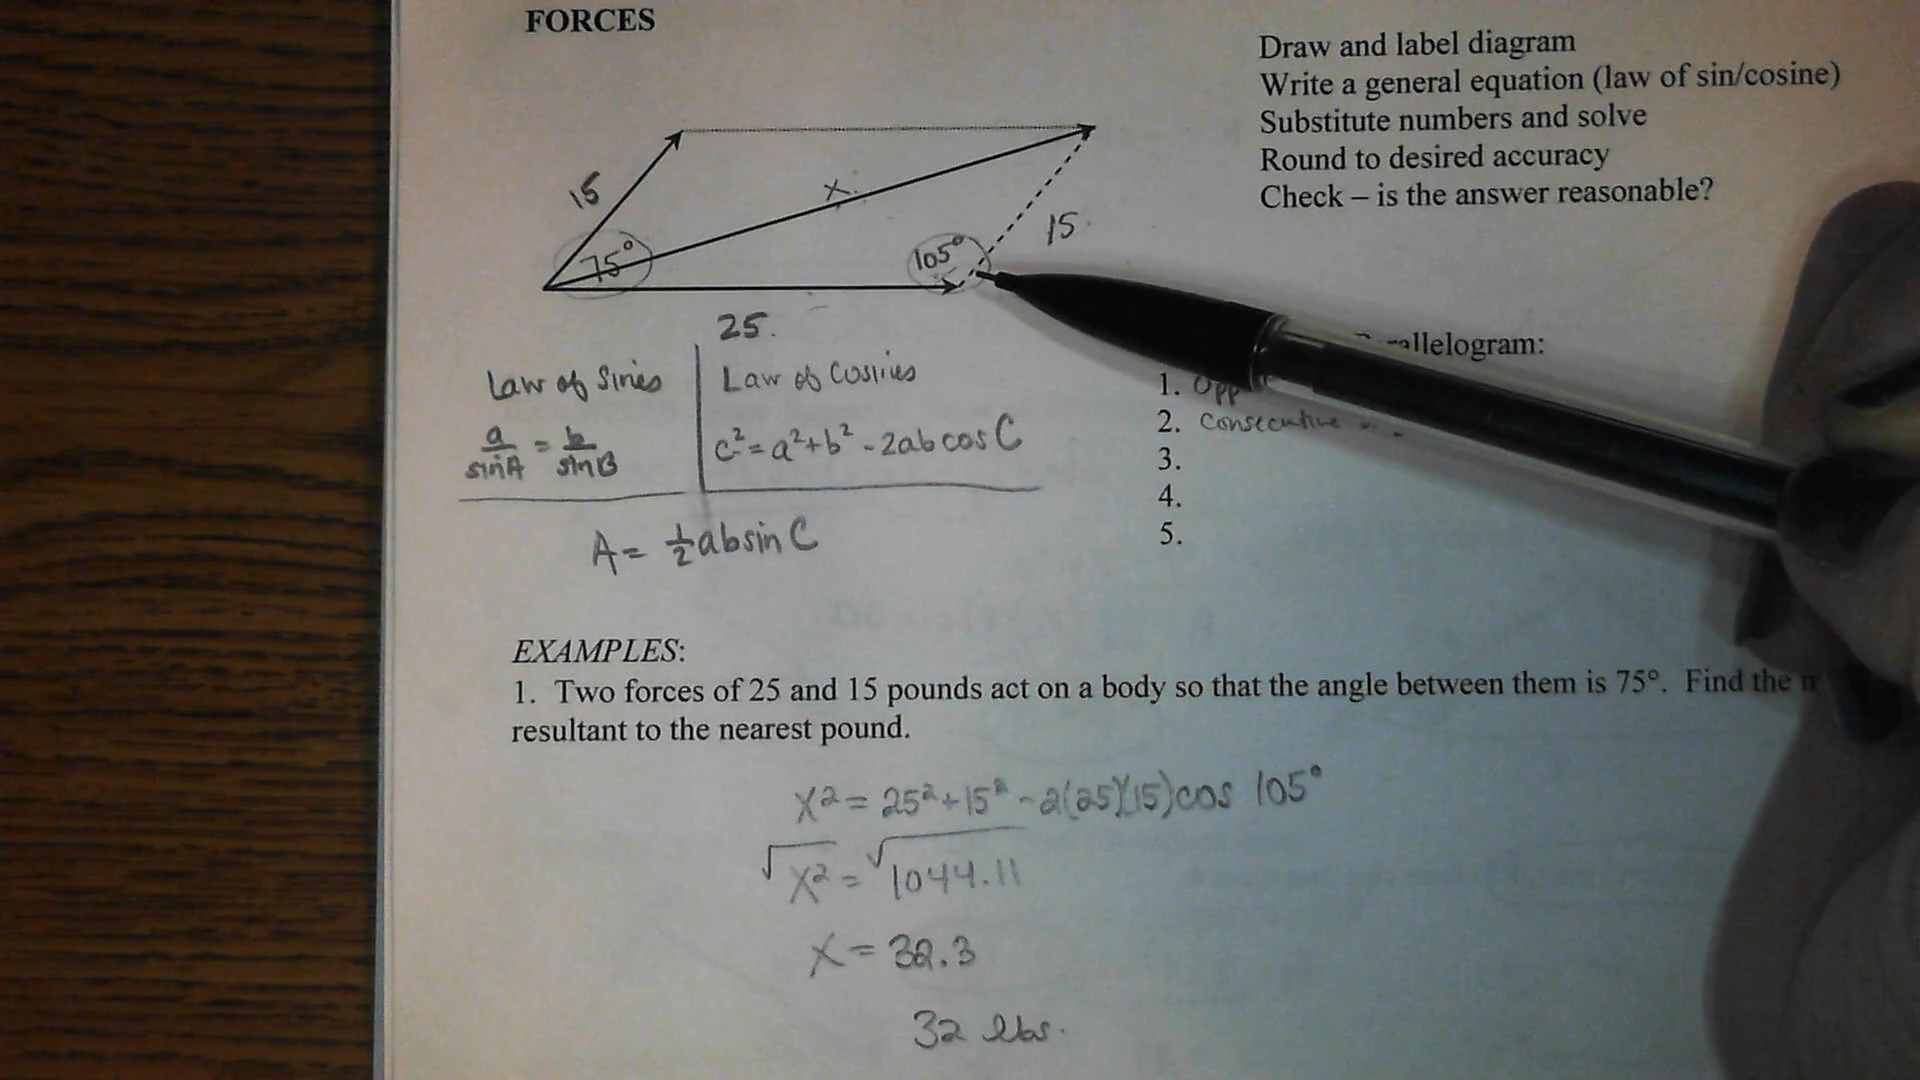 FORCES
Draw and label diagram
Write a general equation (law of sin/cosine)
Substitute numbers and solve
Round to desired accuracy
Check – is the answer reasonable?
15
x
75°
105°
15
25.
Law of Sines
Law of Cosines
a/sinA = b/sinB
c² = a² + b² - 2ab cos C
A = ½ absin C
1. Opp
2. Consecutive
3.
4.
5.
EXAMPLES:
1. Two forces of 25 and 15 pounds act on a body so that the angle between them is 75°. Find the
resultant to the nearest pound.
X² = 25² + 15² - 2(25)(15)cos 105°
√X² = √1044.11
X = 32.3
32 lbs.